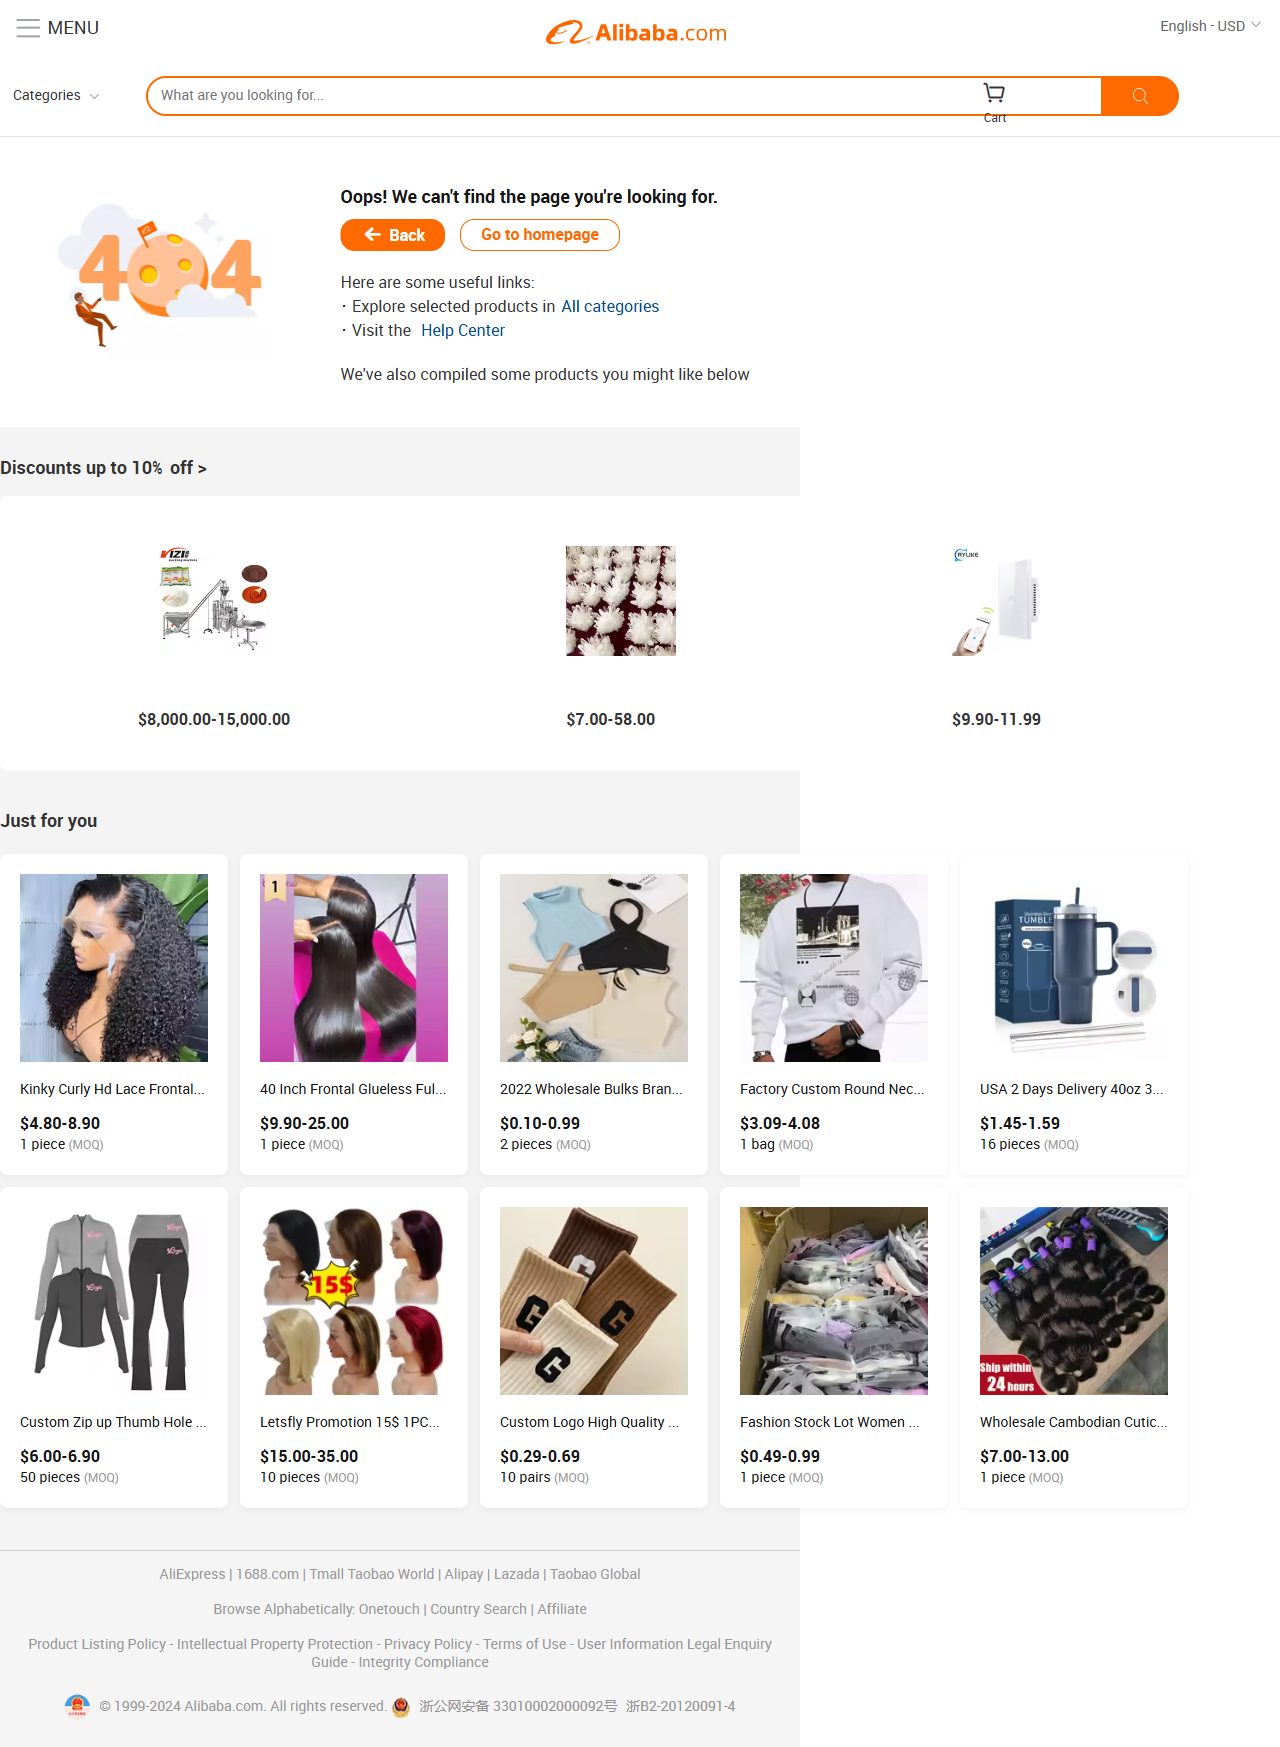 MENU
Alibaba.com
English - USD
Categories
What are you looking for...
Cart
404
Oops! We can't find the page you're looking for.
Back
Go to homepage
Here are some useful links:
· Explore selected products in All categories
· Visit the Help Center
We've also compiled some products you might like below
Discounts up to 10% off >
VIZI
RYUKE
$8,000.00-15,000.00
$7.00-58.00
$9.90-11.99
Just for you
1
TUMBLE
Kinky Curly Hd Lace Frontal...
40 Inch Frontal Glueless Ful...
2022 Wholesale Bulks Bran...
Factory Custom Round Nec...
USA 2 Days Delivery 40oz 3...
$4.80-8.90
$9.90-25.00
$0.10-0.99
$3.09-4.08
$1.45-1.59
1 piece (MOQ)
1 piece (MOQ)
2 pieces (MOQ)
1 bag (MOQ)
16 pieces (MOQ)
15$
G
G
G
Ship within
24 hours
Custom Zip up Thumb Hole ...
Letsfly Promotion 15$ 1PC...
Custom Logo High Quality ...
Fashion Stock Lot Women ...
Wholesale Cambodian Cutic...
$6.00-6.90
$15.00-35.00
$0.29-0.69
$0.49-0.99
$7.00-13.00
50 pieces (MOQ)
10 pieces (MOQ)
10 pairs (MOQ)
1 piece (MOQ)
1 piece (MOQ)
AliExpress | 1688.com | Tmall Taobao World | Alipay | Lazada | Taobao Global
Browse Alphabetically: Onetouch | Country Search | Affiliate
Product Listing Policy - Intellectual Property Protection - Privacy Policy - Terms of Use - User Information Legal Enquiry
Guide - Integrity Compliance
© 1999-2024 Alibaba.com. All rights reserved. 浙公网安备 33010002000092号 浙B2-20120091-4